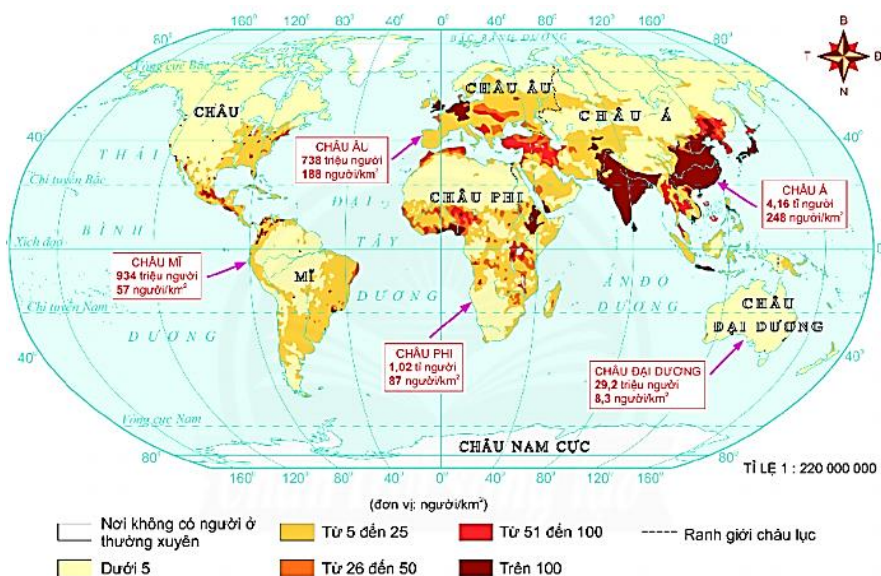 160° 120° 80° 40° 0° 40° 80° 120° 160°
B
T Đ
N
80° BẮC BĂNG DƯƠNG 80°
Vòng cực Bắc
CHÂU ÂU
CHÂU
CHÂU Á
40° 40°
THÁI
CHÂU ÂU
738 triệu người
188 người/km²
Chí tuyến Bắc
ĐẠI
CHÂU PHI
CHÂU Á
4,16 tỉ người
248 người/km²
BÌNH
Xích đạo 0°
TÂY
CHÂU MĨ
934 triệu người
57 người/km²
MĨ
DƯƠNG
ẤN ĐỘ
DƯƠNG
Chí tuyến Nam
CHÂU
ĐẠI DƯƠNG
DƯƠNG
40° 40°
CHÂU PHI
1,02 tỉ người
87 người/km²
CHÂU ĐẠI DƯƠNG
29,2 triệu người
8,3 người/km²
Vòng cực Nam
CHÂU NAM CỰC
80° 80°
160° 120° 80° 40° 0° 40° 80° 120° 160°
TỈ LỆ 1 : 220 000 000
(đơn vị: người/km²)
Nơi không có người ở
thường xuyên
Từ 5 đến 25
Từ 51 đến 100
Ranh giới châu lục
Dưới 5
Từ 26 đến 50
Trên 100